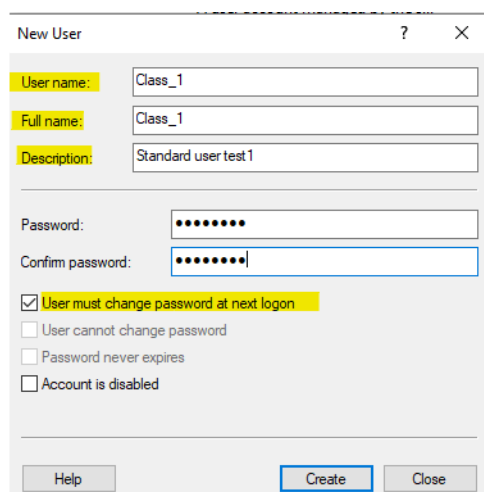 New User ? ×
User name: Class_1
Full name: Class_1
Description: Standard user test1
Password: ●●●●●●●●
Confirm password: ●●●●●●●●
User must change password at next logon
User cannot change password
Password never expires
Account is disabled
Help Create Close